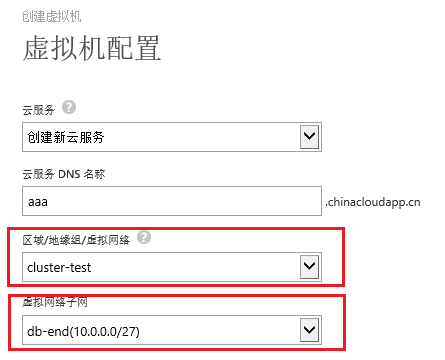 创建虚拟机
虚拟机配置
云服务 ?
创建新云服务
云服务 DNS 名称
aaa .chinacloudapp.cn
区域/地缘组/虚拟网络 ?
cluster-test
虚拟网络子网
db-end(10.0.0.0/27)